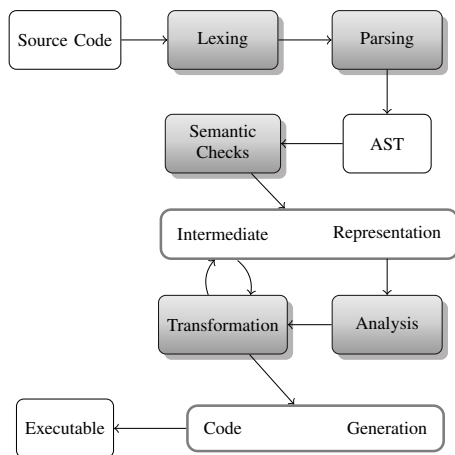 Source Code
Lexing
Parsing
Semantic
Checks
AST
Intermediate Representation
Transformation
Analysis
Executable
Code Generation